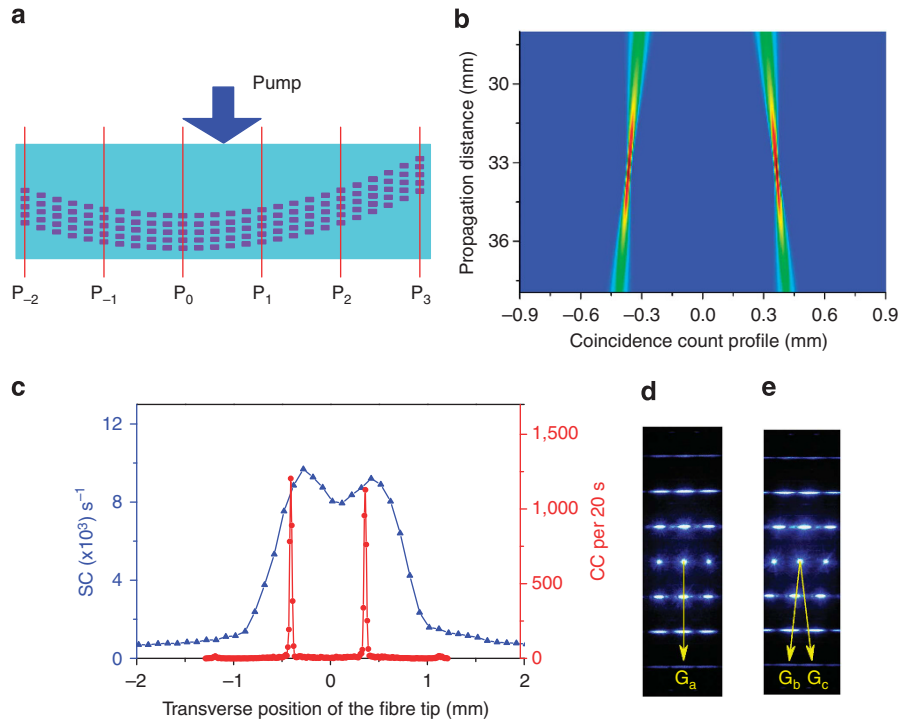 a
Pump
P₋₂ P₋₁ P₀ P₁ P₂ P₃
b
Propagation distance (mm)
30
33
36
−0.9 −0.6 −0.3 0.0 0.3 0.6 0.9
Coincidence count profile (mm)
c
SC (x10³) s⁻¹
12
8
4
0
1,500
1,000
500
0
CC per 20 s
−2 −1 0 1 2
Transverse position of the fibre tip (mm)
d
Gₐ
e
G_b G_c